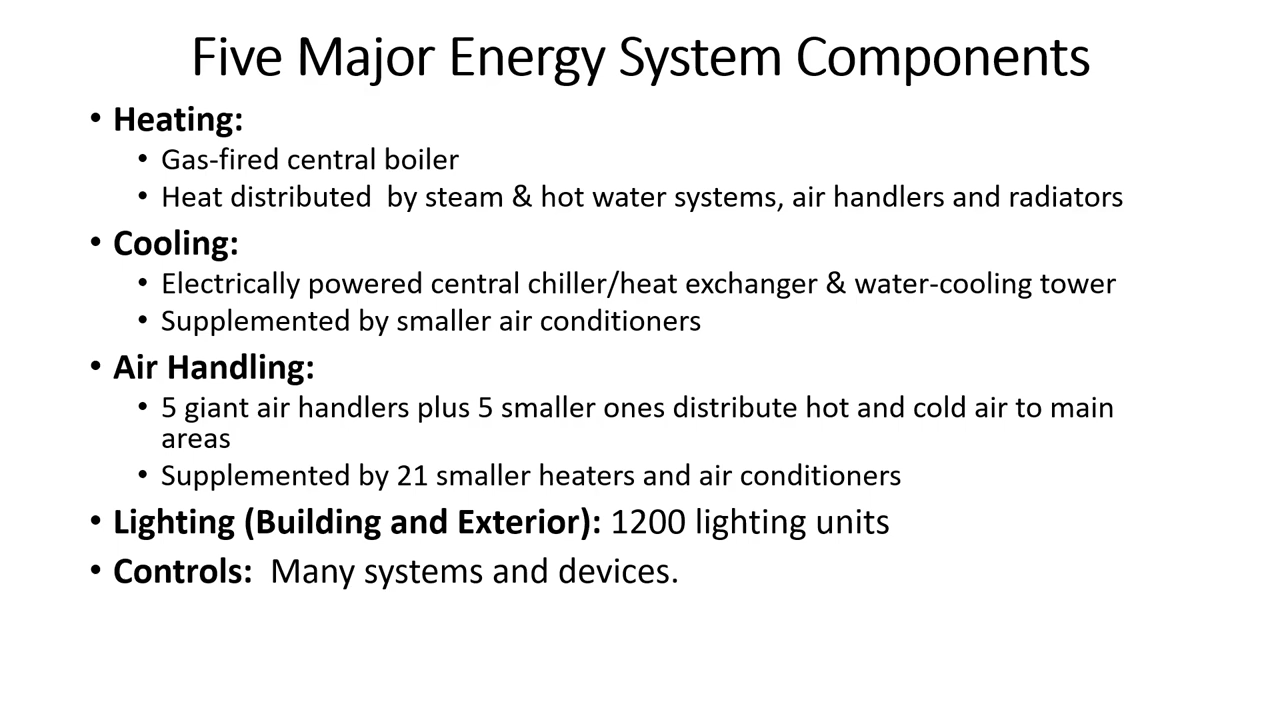 Five Major Energy System Components
• Heating:
• Gas-fired central boiler
• Heat distributed  by steam & hot water systems, air handlers and radiators
• Cooling:
• Electrically powered central chiller/heat exchanger & water-cooling tower
• Supplemented by smaller air conditioners
• Air Handling:
• 5 giant air handlers plus 5 smaller ones distribute hot and cold air to main
areas
• Supplemented by 21 smaller heaters and air conditioners
• Lighting (Building and Exterior): 1200 lighting units
• Controls:  Many systems and devices.